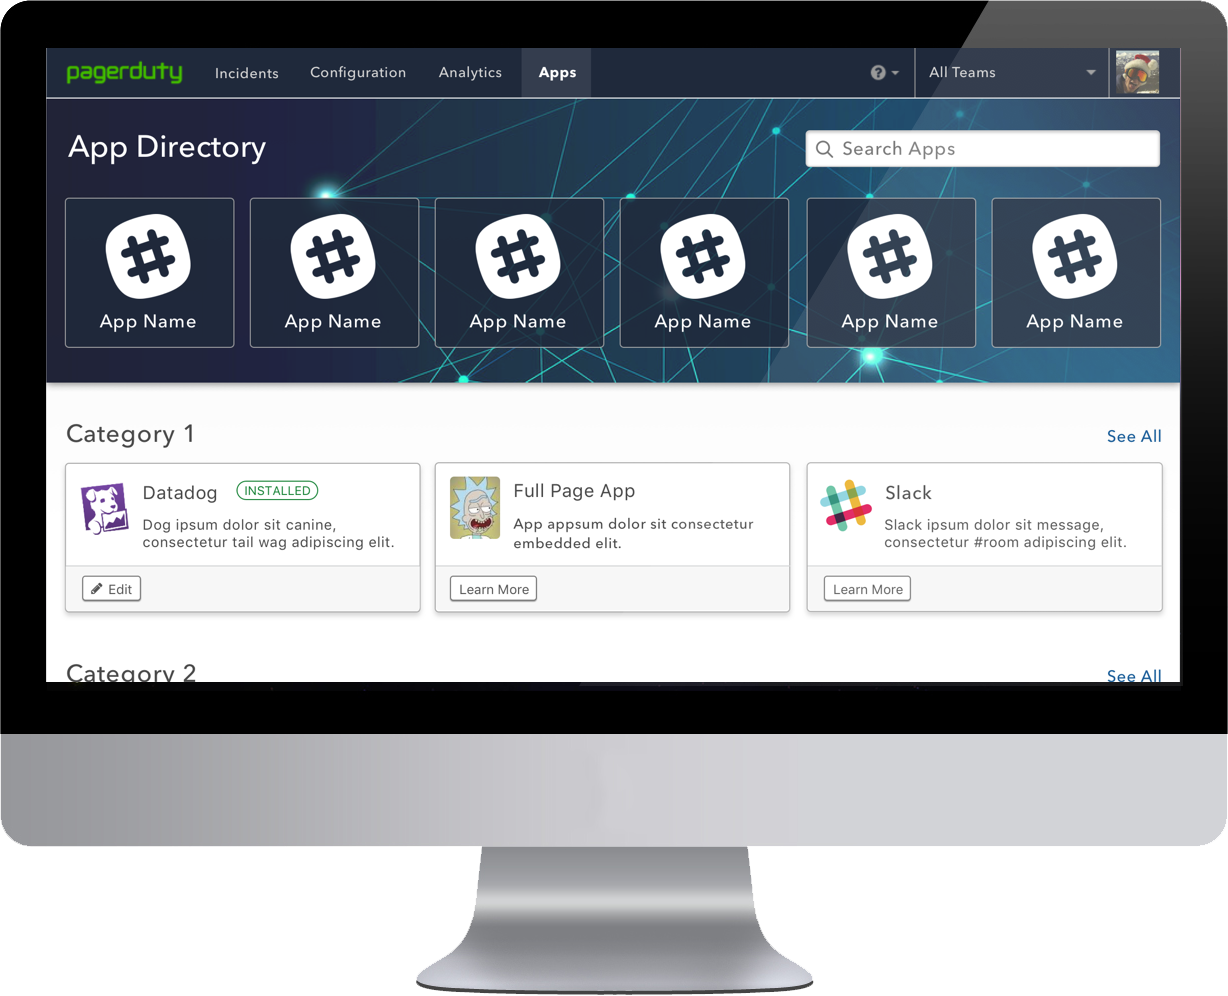 pagerduty Incidents Configuration Analytics Apps ? All Teams
App Directory Search Apps
App Name App Name App Name App Name App Name App Name
Category 1 See All
Datadog INSTALLED
Dog ipsum dolor sit canine,
consectetur tail wag adipiscing elit.
Edit
Full Page App
App appsum dolor sit consectetur
embedded elit.
Learn More
Slack
Slack ipsum dolor sit message,
consectetur #room adipiscing elit.
Learn More
Category 2 See All